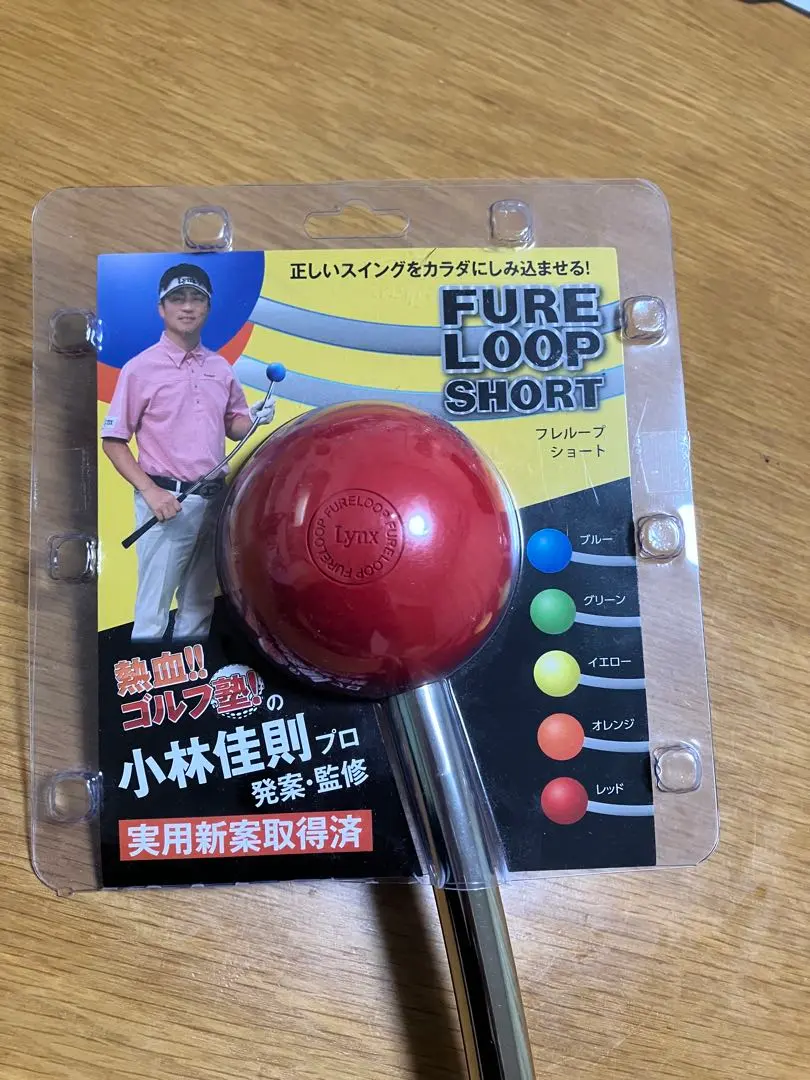 正しいスイングをカラダにしみ込ませる!
FURE
LOOP
SHORT
フレループ
ショート
Lynx
FURELOOP FURELOOP FURELOOP
Lynx
ブルー
グリーン
イエロー
オレンジ
レッド
熱血!!
ゴルフ塾!の
小林佳則プロ
発案・監修
実用新案取得済